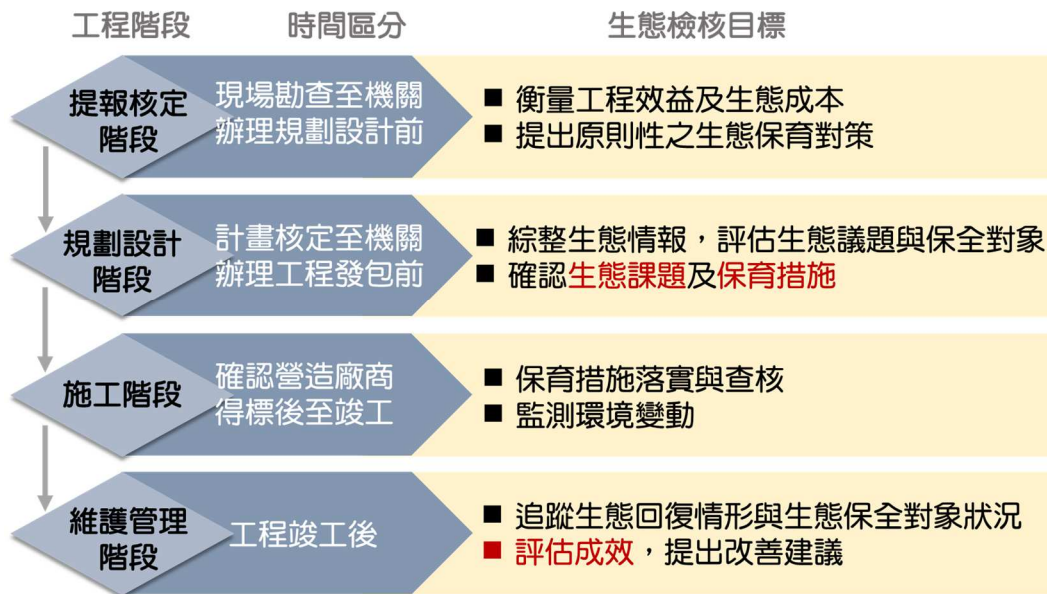 工程階段
時間區分
生態檢核目標
提報核定
階段
現場勘查至機關
辦理規劃設計前
■ 衡量工程效益及生態成本
■ 提出原則性之生態保育對策
規劃設計
階段
計畫核定至機關
辦理工程發包前
■ 綜整生態情報，評估生態議題與保全對象
■ 確認生態課題及保育措施
施工階段
確認營造廠商
得標後至竣工
■ 保育措施落實與查核
■ 監測環境變動
維護管理
階段
工程竣工後
■ 追蹤生態回復情形與生態保全對象狀況
■ 評估成效，提出改善建議